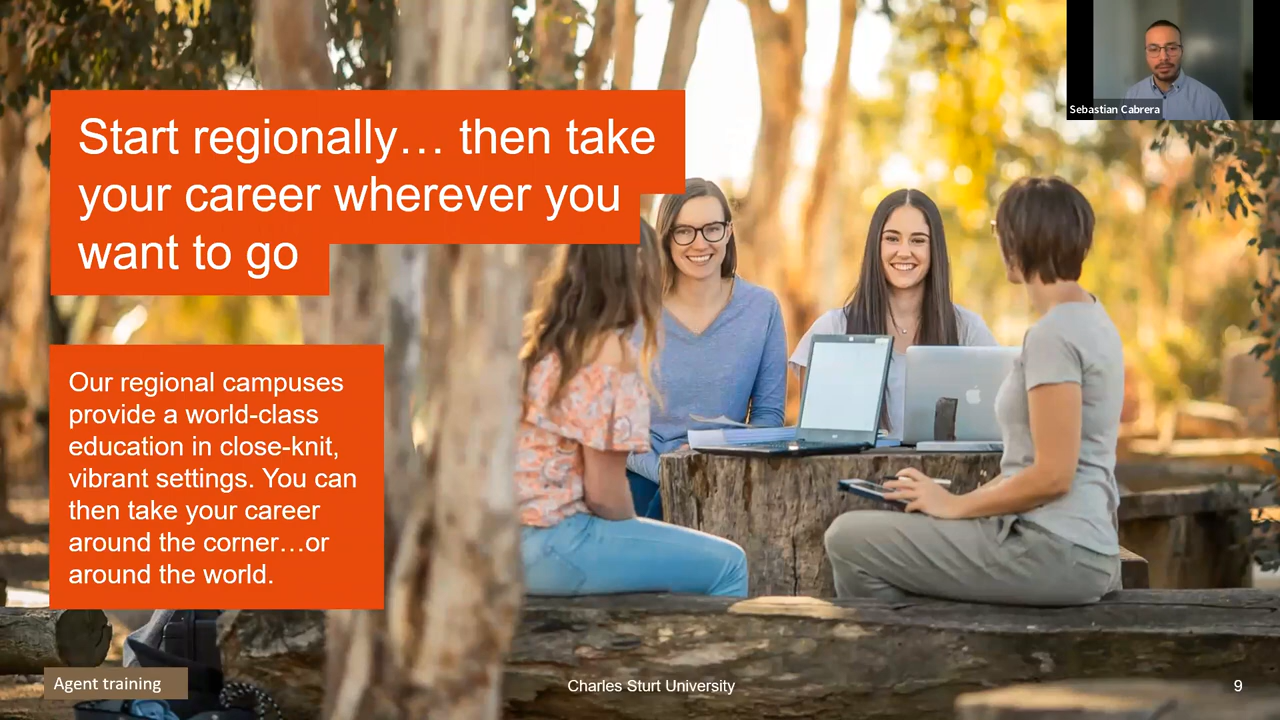 Start regionally… then take
your career wherever you
want to go
Our regional campuses
provide a world-class
education in close-knit,
vibrant settings. You can
then take your career
around the corner…or
around the world.
Sebastian Cabrera
Agent training
Charles Sturt University
9